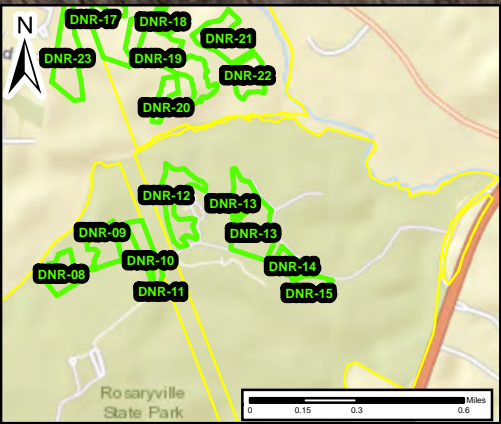 N
DNR-17
DNR-18
DNR-21
DNR-23
DNR-19
DNR-22
DNR-20
DNR-12
DNR-13
DNR-09
DNR-13
DNR-10
DNR-14
DNR-08
DNR-11
DNR-15
Rosaryville
State Park
Miles
0 0.15 0.3 0.6